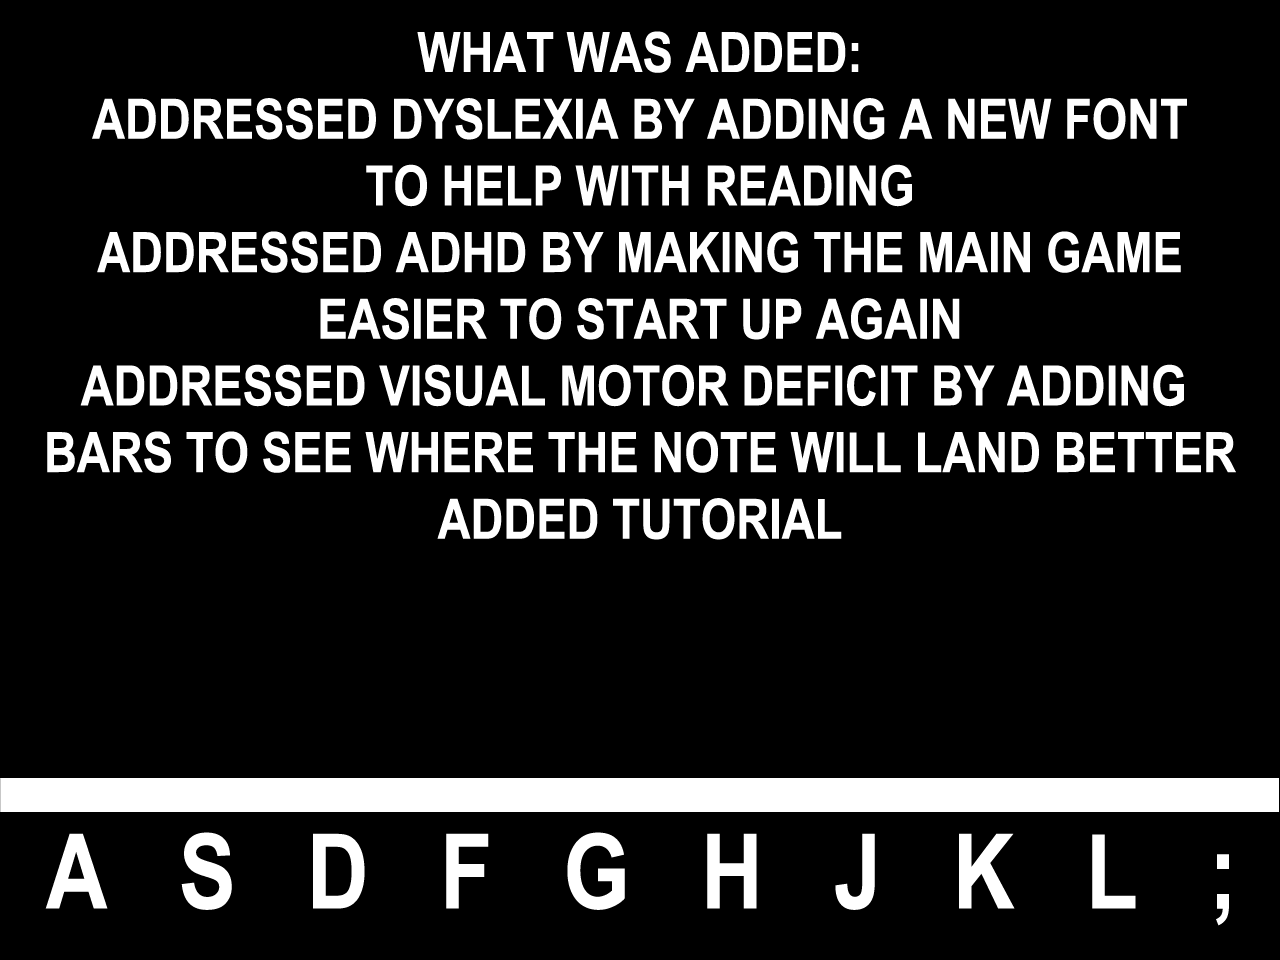 WHAT WAS ADDED:
ADDRESSED DYSLEXIA BY ADDING A NEW FONT
TO HELP WITH READING
ADDRESSED ADHD BY MAKING THE MAIN GAME
EASIER TO START UP AGAIN
ADDRESSED VISUAL MOTOR DEFICIT BY ADDING
BARS TO SEE WHERE THE NOTE WILL LAND BETTER
ADDED TUTORIAL
A S D F G H J K L ;